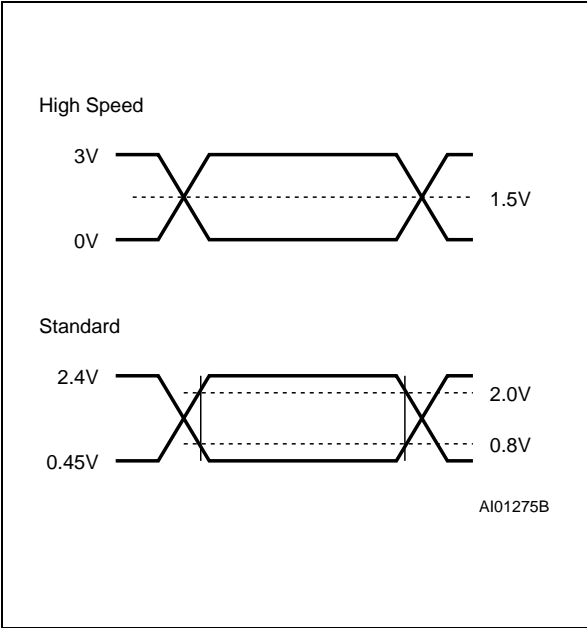 High Speed
3V
1.5V
0V
Standard
2.4V
2.0V
0.8V
0.45V
AI01275B